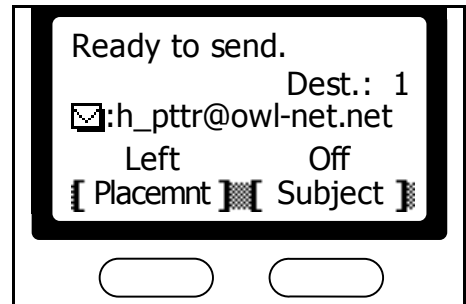 Ready to send.
Dest.: 1
:h_pttr@owl-net.net
Left Off
[ Placemnt ] [ Subject ]